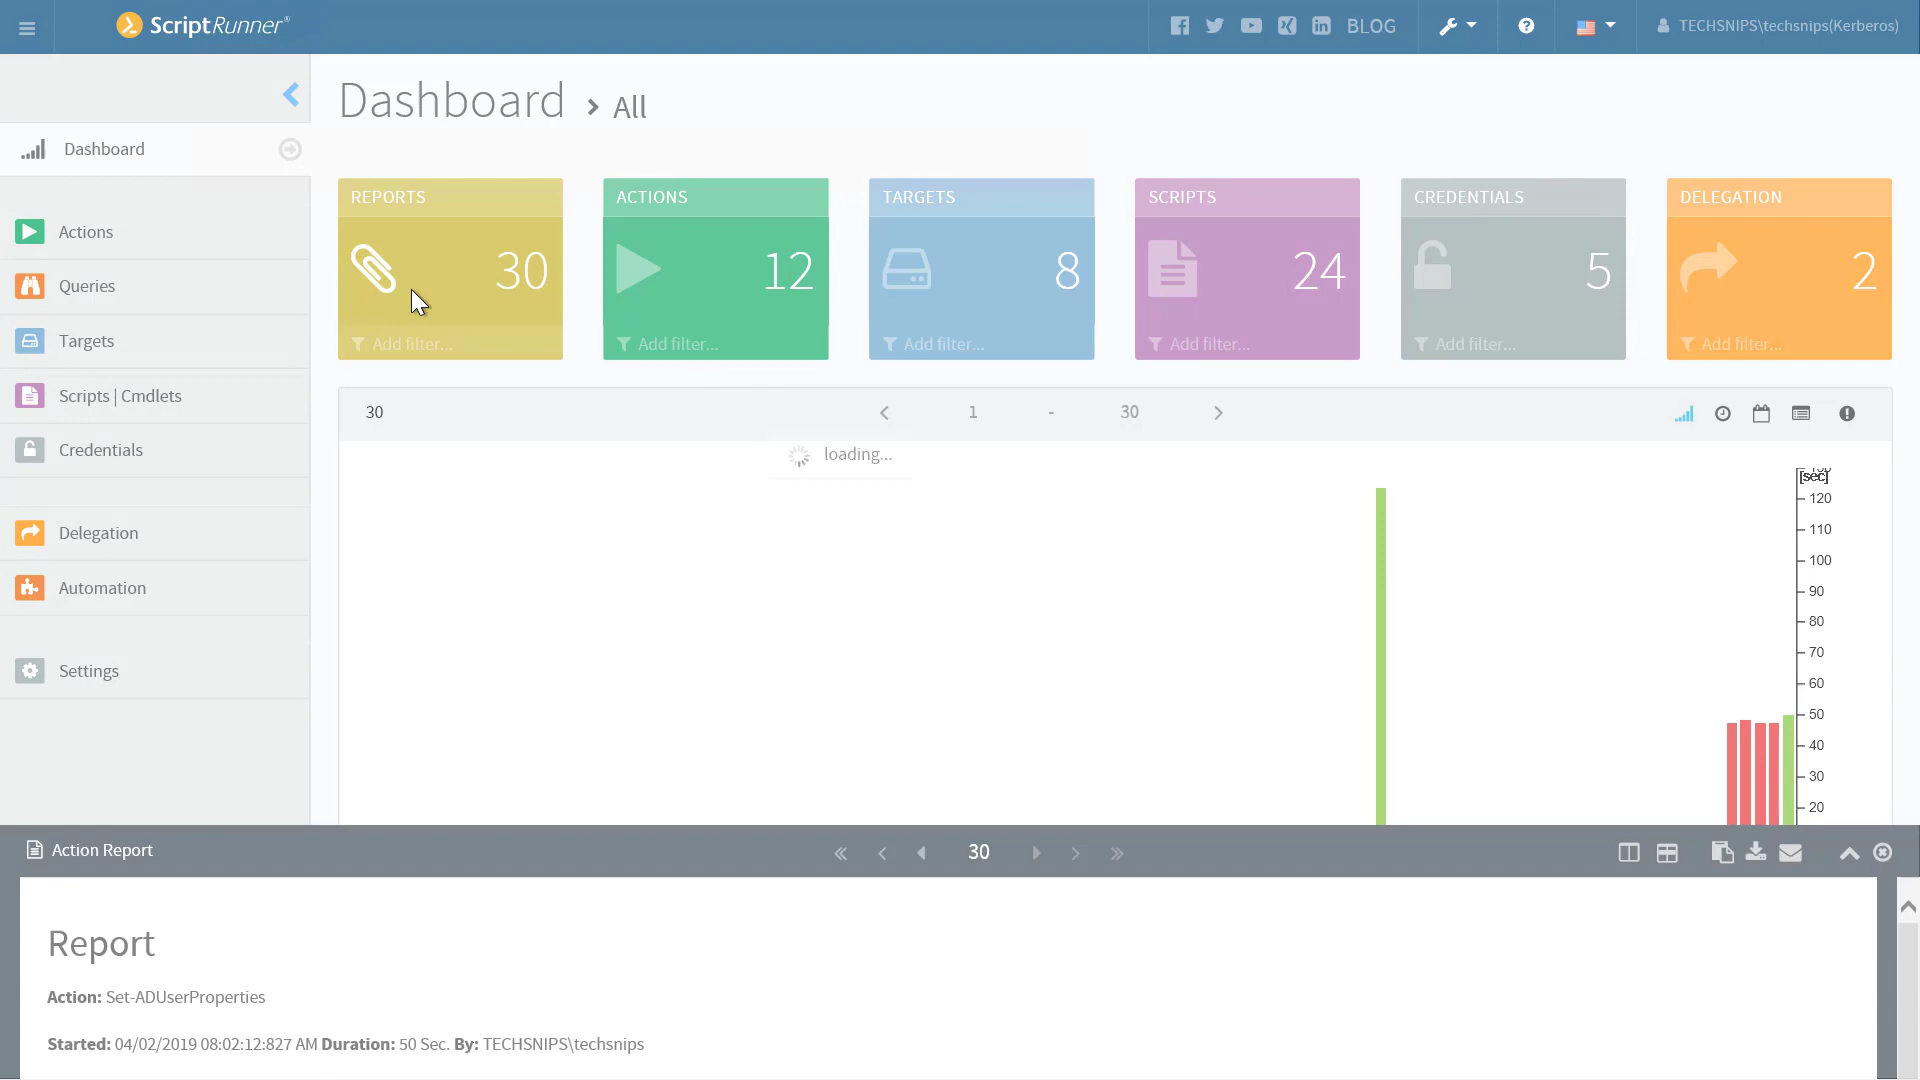 ScriptRunner®
BLOG
TECHSNIPS\techsnips(Kerberos)
Dashboard > All
Dashboard
Actions
Queries
Targets
Scripts | Cmdlets
Credentials
Delegation
Automation
Settings
REPORTS
30
Add filter...
ACTIONS
12
Add filter...
TARGETS
8
Add filter...
SCRIPTS
24
Add filter...
CREDENTIALS
5
Add filter...
DELEGATION
2
Add filter...
30
1 - 30
loading...
[sec]
120
110
100
90
80
70
60
50
40
30
20
Action Report
30
Report
Action: Set-ADUserProperties
Started: 04/02/2019 08:02:12:827 AM Duration: 50 Sec. By: TECHSNIPS\techsnips